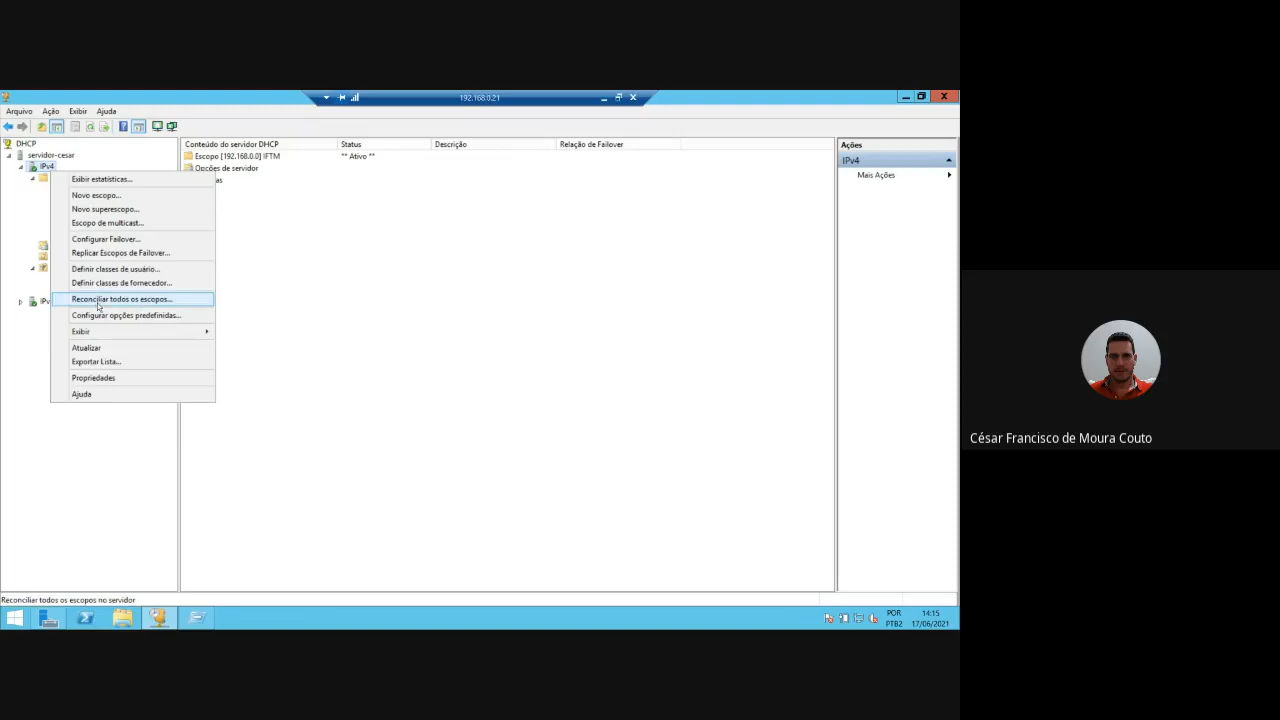 192.168.0.21
Arquivo Ação Exibir Ajuda
DHCP
servidor-cesar
IPv4
IPv
Conteúdo do servidor DHCP Status Descrição Relação de Failover
Escopo [192.168.0.0] IFTM ** Ativo **
Opções de servidor
as
Exibir estatísticas...
Novo escopo...
Novo superescopo...
Escopo de multicast...
Configurar Failover...
Replicar Escopos de Failover...
Definir classes de usuário...
Definir classes de fornecedor...
Reconciliar todos os escopos...
Configurar opções predefinidas...
Exibir
Atualizar
Exportar Lista...
Propriedades
Ajuda
Ações
IPv4
Mais Ações
César Francisco de Moura Couto
Reconciliar todos os escopos no servidor
POR
PTB2
14:15
17/06/2021